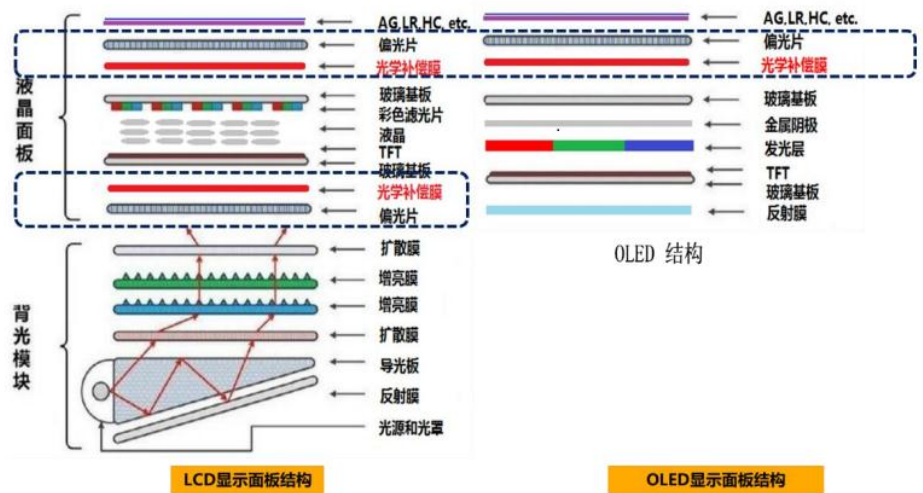 液晶面板
AG,LR,HC, etc.
偏光片
光学补偿膜
玻璃基板
彩色滤光片
液晶
TFT
玻璃基板
光学补偿膜
偏光片
背光模块
扩散膜
增亮膜
增亮膜
扩散膜
导光板
反射膜
光源和光罩
LCD显示面板结构
AG,LR,HC, etc.
偏光片
光学补偿膜
玻璃基板
金属阴极
发光层
TFT
玻璃基板
反射膜
OLED 结构
OLED显示面板结构